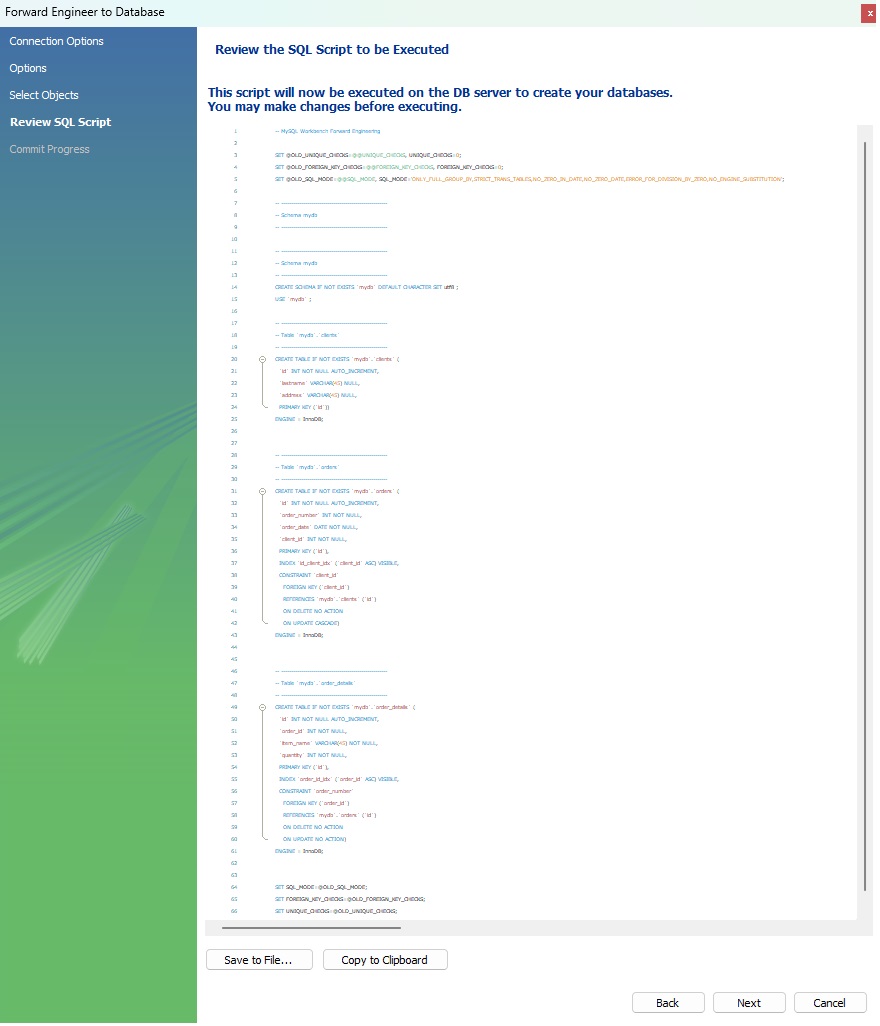 Forward Engineer to Database
x
Connection Options
Options
Select Objects
Review SQL Script
Commit Progress
Review the SQL Script to be Executed
This script will now be executed on the DB server to create your databases.
You may make changes before executing.
1 -- MySQL Workbench Forward Engineering
2
3 SET @OLD_UNIQUE_CHECKS=@@UNIQUE_CHECKS, UNIQUE_CHECKS=0;
4 SET @OLD_FOREIGN_KEY_CHECKS=@@FOREIGN_KEY_CHECKS, FOREIGN_KEY_CHECKS=0;
5 SET @OLD_SQL_MODE=@@SQL_MODE, SQL_MODE='ONLY_FULL_GROUP_BY,STRICT_TRANS_TABLES,NO_ZERO_IN_DATE,NO_ZERO_DATE,ERROR_FOR_DIVISION_BY_ZERO,NO_ENGINE_SUBSTITUTION';
6
7 -- -----------------------------------------------------
8 -- Schema mydb
9 -- -----------------------------------------------------
10
11 -- -----------------------------------------------------
12 -- Schema mydb
13 -- -----------------------------------------------------
14 CREATE SCHEMA IF NOT EXISTS `mydb` DEFAULT CHARACTER SET utf8 ;
15 USE `mydb` ;
16
17 -- -----------------------------------------------------
18 -- Table `mydb`.`clients`
19 -- -----------------------------------------------------
20 CREATE TABLE IF NOT EXISTS `mydb`.`clients` (
21 `id` INT NOT NULL AUTO_INCREMENT,
22 `lastname` VARCHAR(45) NULL,
23 `address` VARCHAR(45) NULL,
24 PRIMARY KEY (`id`))
25 ENGINE = InnoDB;
26
27
28 -- -----------------------------------------------------
29 -- Table `mydb`.`orders`
30 -- -----------------------------------------------------
31 CREATE TABLE IF NOT EXISTS `mydb`.`orders` (
32 `id` INT NOT NULL AUTO_INCREMENT,
33 `order_number` INT NOT NULL,
34 `order_date` DATE NOT NULL,
35 `client_id` INT NOT NULL,
36 PRIMARY KEY (`id`),
37 INDEX `id_client_idx` (`client_id` ASC) VISIBLE,
38 CONSTRAINT `client_id`
39 FOREIGN KEY (`client_id`)
40 REFERENCES `mydb`.`clients` (`id`)
41 ON DELETE NO ACTION
42 ON UPDATE CASCADE)
43 ENGINE = InnoDB;
44
45
46 -- -----------------------------------------------------
47 -- Table `mydb`.`order_details`
48 -- -----------------------------------------------------
49 CREATE TABLE IF NOT EXISTS `mydb`.`order_details` (
50 `id` INT NOT NULL AUTO_INCREMENT,
51 `order_id` INT NOT NULL,
52 `item_name` VARCHAR(45) NOT NULL,
53 `quantity` INT NOT NULL,
54 PRIMARY KEY (`id`),
55 INDEX `order_id_idx` (`order_id` ASC) VISIBLE,
56 CONSTRAINT `order_number`
57 FOREIGN KEY (`order_id`)
58 REFERENCES `mydb`.`orders` (`id`)
59 ON DELETE NO ACTION
60 ON UPDATE NO ACTION)
61 ENGINE = InnoDB;
62
63
64 SET SQL_MODE=@OLD_SQL_MODE;
65 SET FOREIGN_KEY_CHECKS=@OLD_FOREIGN_KEY_CHECKS;
66 SET UNIQUE_CHECKS=@OLD_UNIQUE_CHECKS;
Save to File...
Copy to Clipboard
Back
Next
Cancel